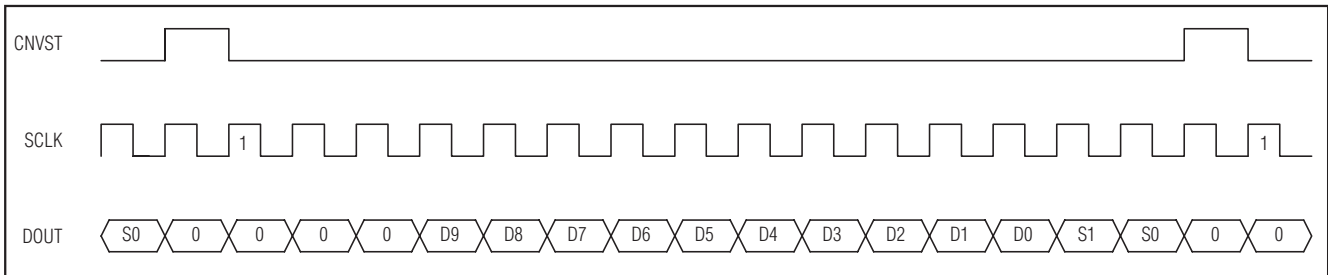 CNVST
SCLK 1 1
DOUT S0 0 0 0 0 D9 D8 D7 D6 D5 D4 D3 D2 D1 D0 S1 S0 0 0